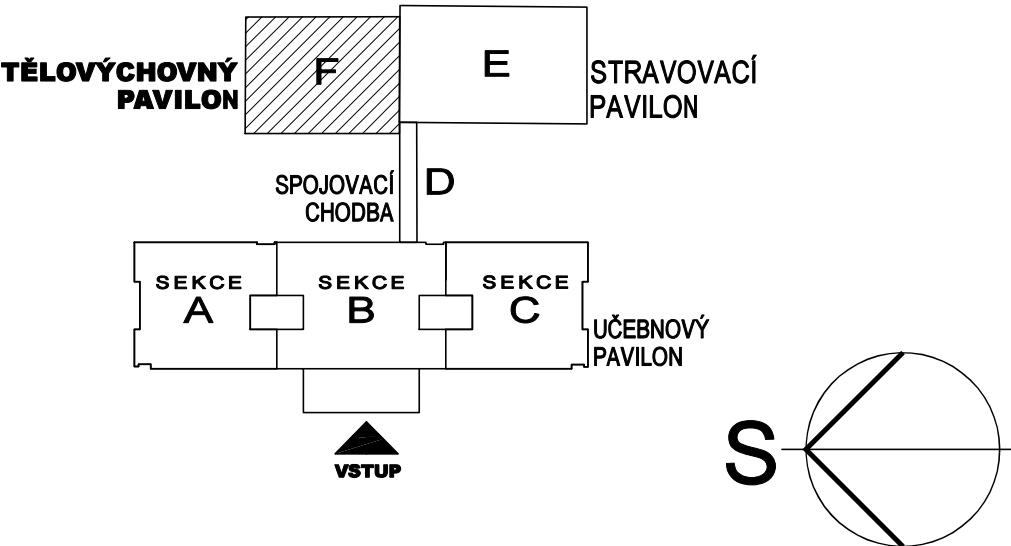 F
E
TĚLOVÝCHOVNÝ
PAVILON
STRAVOVACÍ
PAVILON
SPOJOVACÍ
CHODBA
D
SEKCE
A
SEKCE
B
SEKCE
C
UČEBNOVÝ
PAVILON
VSTUP
S